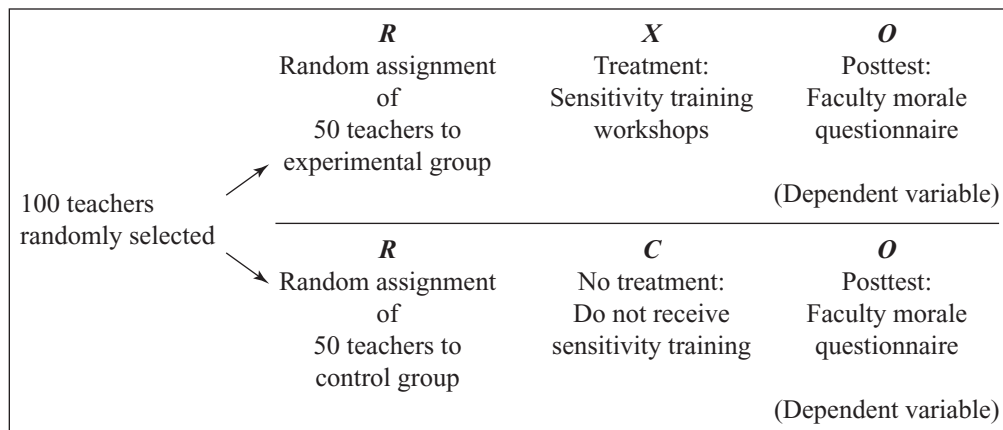 R X O
Random assignment Treatment: Posttest:
of Sensitivity training Faculty morale
50 teachers to workshops questionnaire
experimental group
(Dependent variable)
100 teachers
randomly selected
R C O
Random assignment No treatment: Posttest:
of Do not receive Faculty morale
50 teachers to sensitivity training questionnaire
control group
(Dependent variable)